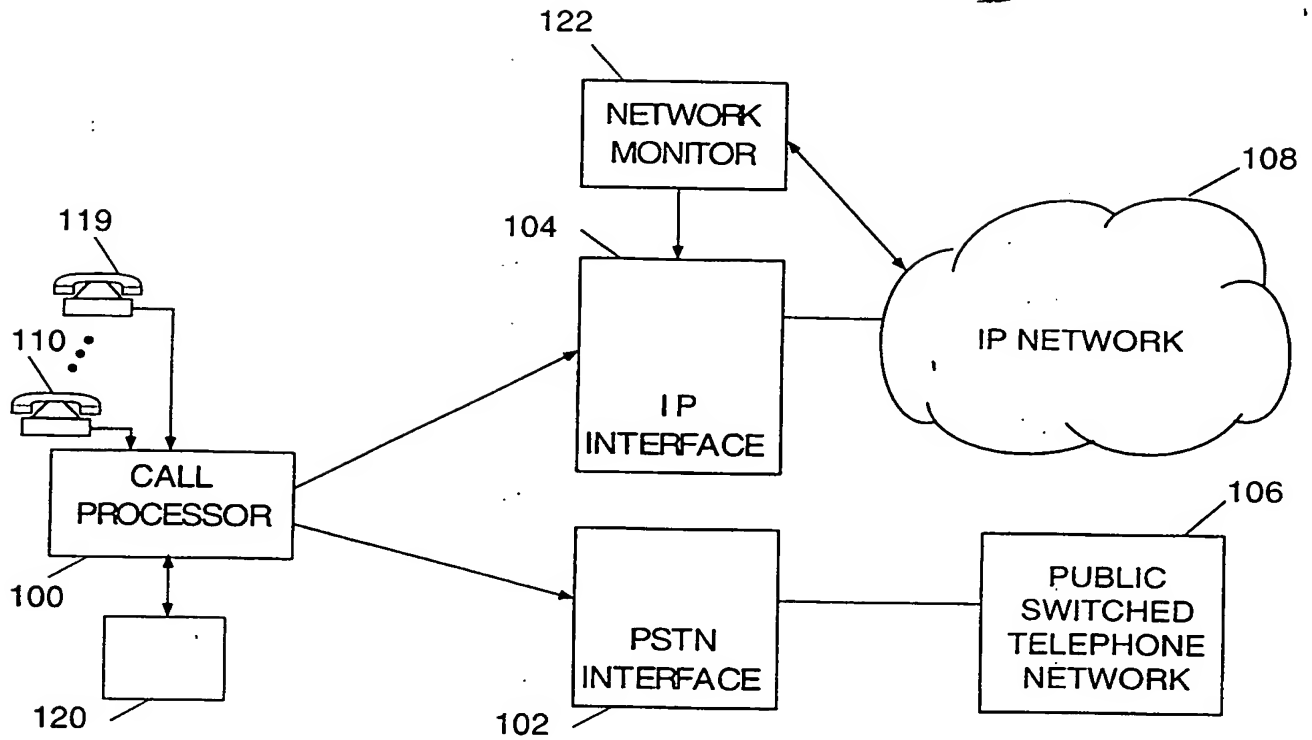 122
NETWORK
MONITOR
108
119
104
110
IP NETWORK
IP
INTERFACE
CALL
PROCESSOR
106
100
PUBLIC
SWITCHED
TELEPHONE
NETWORK
PSTN
INTERFACE
120
102